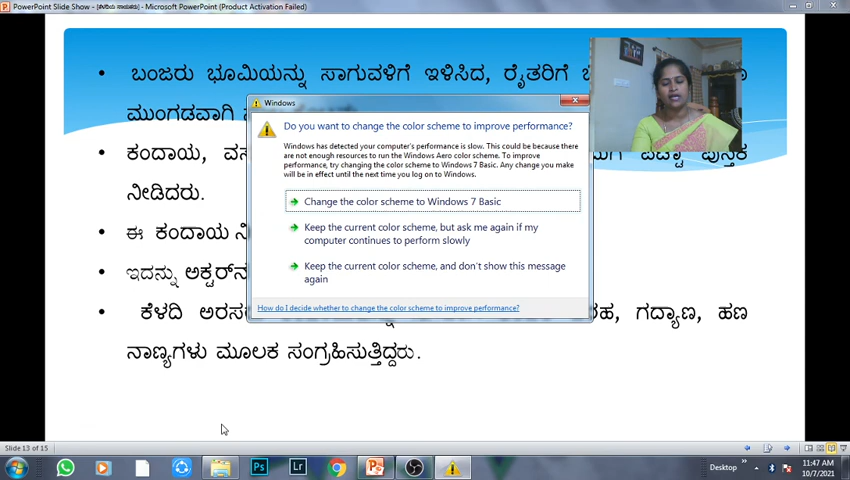 PowerPoint Slide Show - [ಕೆಳದಿಯ ನಾಯಕರು] - Microsoft PowerPoint (Product Activation Failed)
• ಬಂಜರು ಭೂಮಿಯನ್ನು ಸಾಗುವಳಿಗೆ ಇಳಿಸಿದ, ರೈತರಿಗೆ
ಮುಂಗಡವಾಗಿ
• ಕಂದಾಯ, ಪಟ್ಟಾ ಪುಸ್ತಕ
ನೀಡಿದರು.
• ಈ ಕಂದಾಯ
• ಇದನ್ನು
• ಕೆಳದಿ ಗದ್ಯಾಣ, ಹಣ
ನಾಣ್ಯಗಳು ಮೂಲಕ ಸಂಗ್ರಹಿಸುತ್ತಿದ್ದರು.
Windows
Do you want to change the color scheme to improve performance?
Windows has detected your computer's performance is slow. This could be because there
are not enough resources to run the Windows Aero color scheme. To improve
performance, try changing the color scheme to Windows 7 Basic. Any change you make
will be in effect until the next time you log on to Windows.
Change the color scheme to Windows 7 Basic
Keep the current color scheme, but ask me again if my
computer continues to perform slowly
Keep the current color scheme, and don't show this message
again
How do I decide whether to change the color scheme to improve performance?
Slide 13 of 15
Ps
Lr
Desktop
11:47 AM
10/7/2021